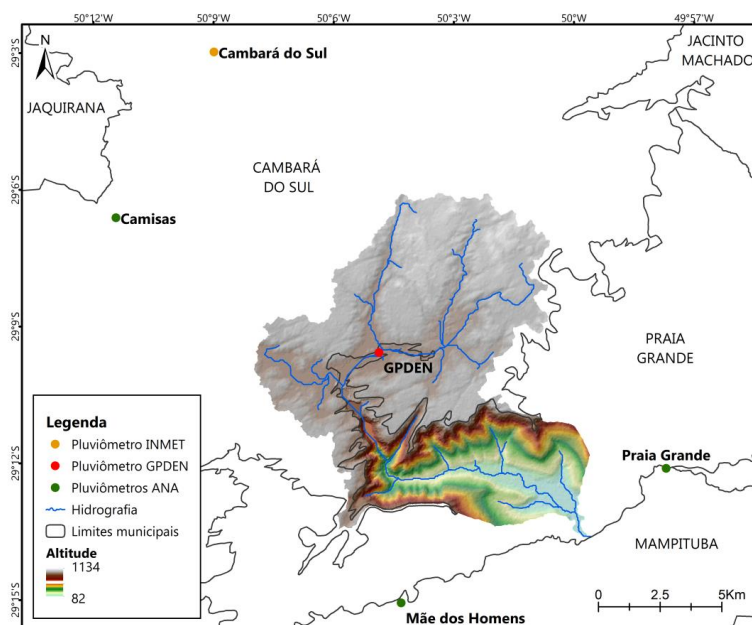 50°12'W 50°9'W 50°6'W 50°3'W 50°W 49°57'W
29°3'S
29°6'S
29°9'S
29°12'S
29°15'S
N
Cambará do Sul
JACINTO
MACHADO
JAQUIRANA
CAMBARÁ
DO SUL
Camisas
PRAIA
GRANDE
GPDEN
Praia Grande
MAMPITUBA
Mãe dos Homens
Legenda
Pluviômetro INMET
Pluviômetro GPDEN
Pluviômetros ANA
Hidrografia
Limites municipais
Altitude
1134
82
0 2.5 5Km